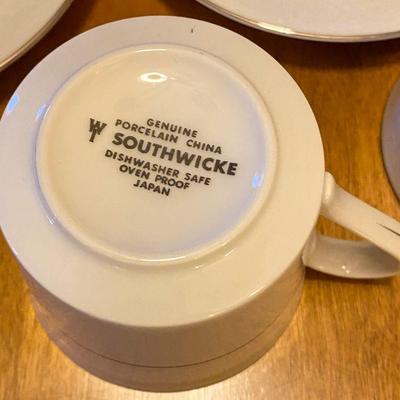 GENUINE
PORCELAIN CHINA
SOUTHWICKE
DISHWASHER SAFE
OVEN PROOF
JAPAN